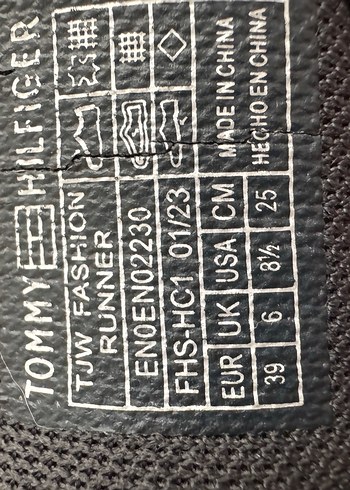 TOMMY HILFIGER
TJW FASHION
RUNNER
EN0EN02230
FHS-HC1 01/23
EUR UK USA CM
39 6 8½ 25
MADE IN CHINA
HECHO EN CHINA